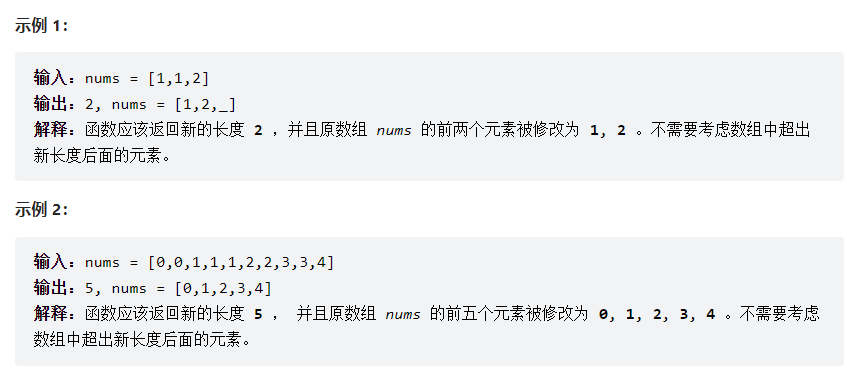 示例 1:
输入：nums = [1,1,2]
输出：2, nums = [1,2,_]
解释：函数应该返回新的长度 2 ，并且原数组 nums 的前两个元素被修改为 1, 2 。不需要考虑数组中超出
新长度后面的元素。
示例 2:
输入：nums = [0,0,1,1,1,2,2,3,3,4]
输出：5, nums = [0,1,2,3,4]
解释：函数应该返回新的长度 5 ， 并且原数组 nums 的前五个元素被修改为 0, 1, 2, 3, 4 。不需要考虑
数组中超出新长度后面的元素。